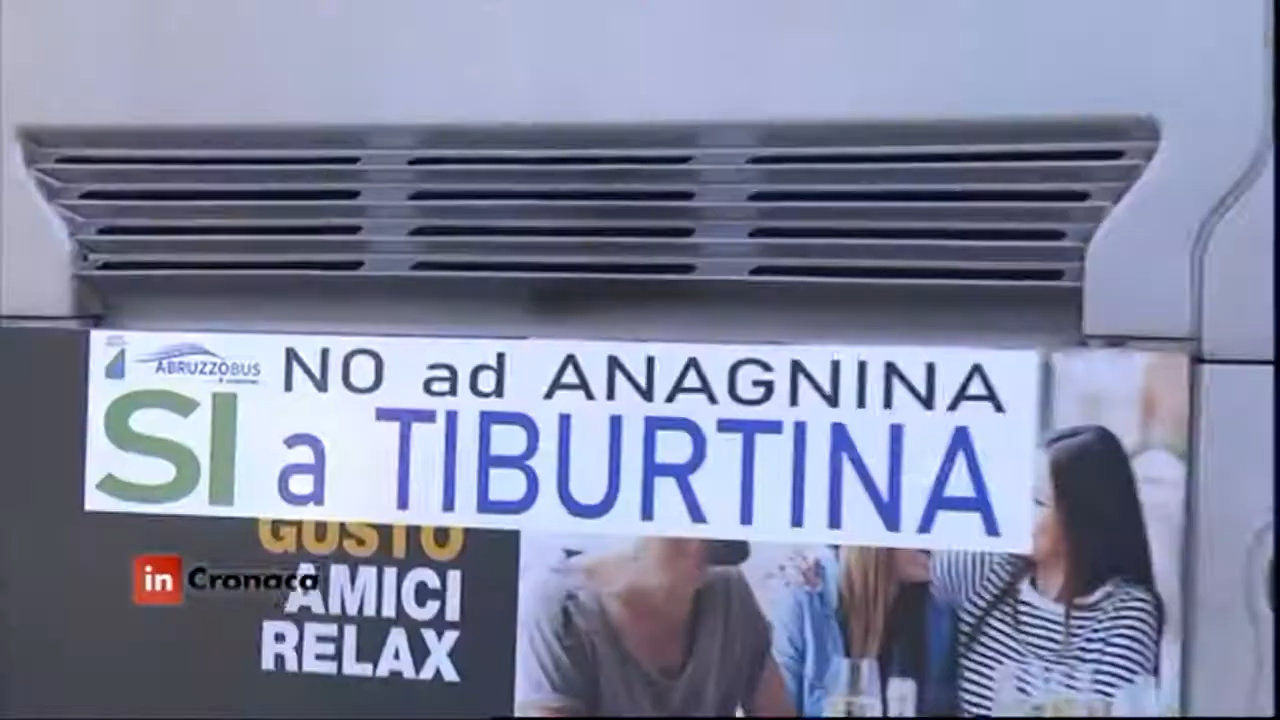 ABRUZZOBUS
NO ad ANAGNINA
SI a TIBURTINA
GUSTO
AMICI
RELAX
in Cronaca